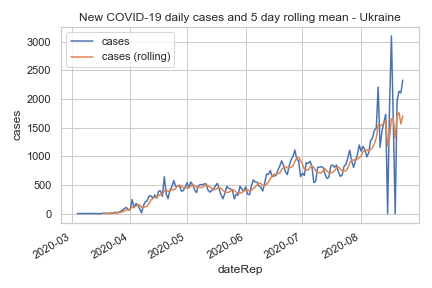 New COVID-19 daily cases and 5 day rolling mean - Ukraine
cases
cases (rolling)
3000
2500
2000
1500
1000
500
0
cases
2020-03
2020-04
2020-05
2020-06
2020-07
2020-08
dateRep